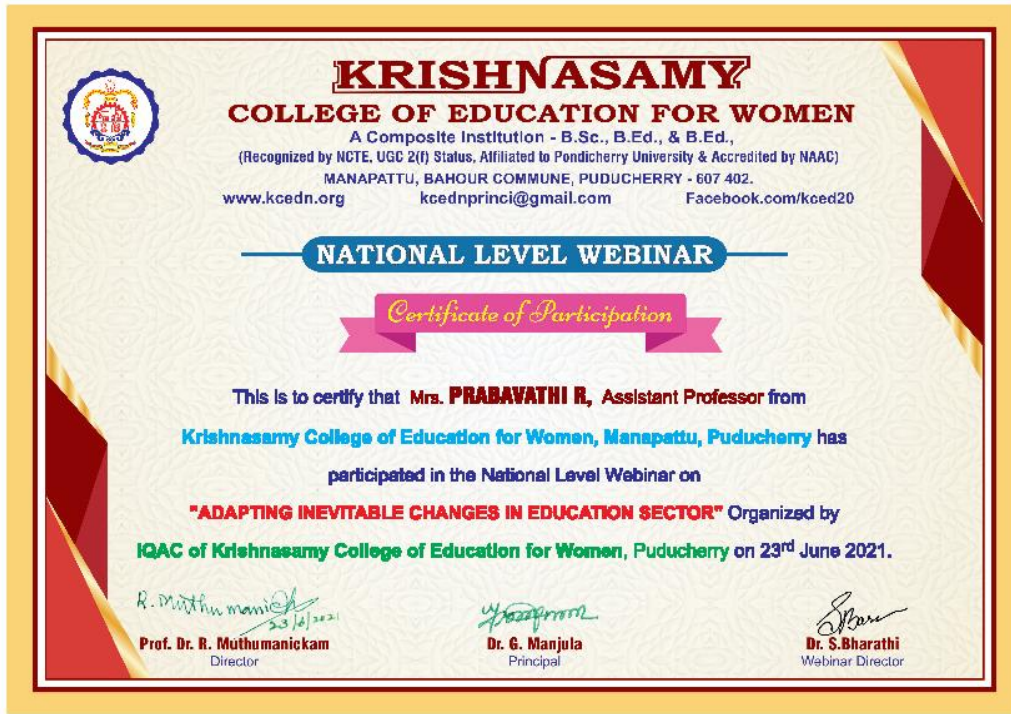 KRISHNASAMY
COLLEGE OF EDUCATION FOR WOMEN
A Composite Institution - B.Sc., B.Ed., & B.Ed.,
(Recognized by NCTE, UGC 2(f) Status, Affiliated to Pondicherry University & Accredited by NAAC)
MANAPATTU, BAHOUR COMMUNE, PUDUCHERRY - 607 402.
www.kcedn.org kcednprinci@gmail.com Facebook.com/kced20
NATIONAL LEVEL WEBINAR
Certificate of Participation
This is to certify that Mrs. PRABAVATHI R, Assistant Professor from
Krishnasamy College of Education for Women, Manapattu, Puducherry has
participated in the National Level Webinar on
"ADAPTING INEVITABLE CHANGES IN EDUCATION SECTOR" Organized by
IQAC of Krishnasamy College of Education for Women, Puducherry on 23rd June 2021.
R. Muthumanick
23/6/2021
Prof. Dr. R. Muthumanickam Dr. G. Manjula Dr. S.Bharathi
Director Principal Webinar Director